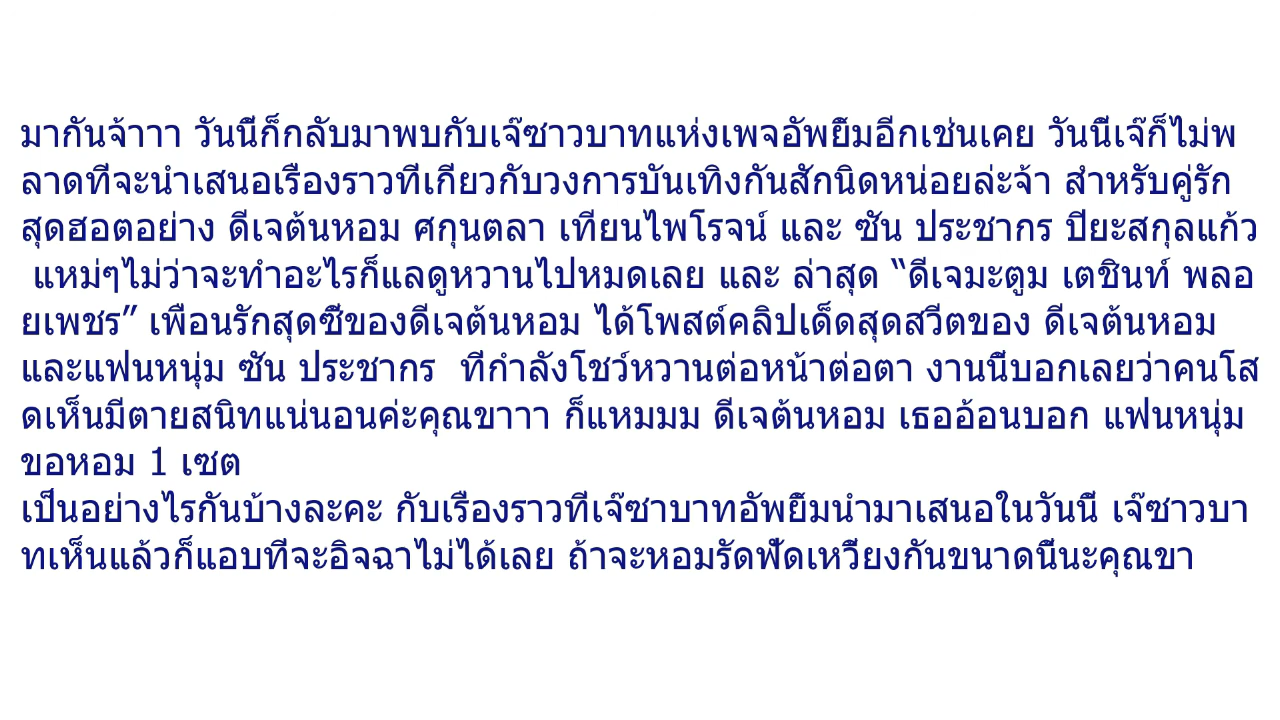 มากันจ้าาา วันนี้ก็กลับมาพบกับเจ๊ซาวบาทแห่งเพจอัพยิ้มอีกเช่นเคย วันนี้เจ๊ก็ไม่พ
ลาดที่จะนำเสนอเรื่องราวที่เกี่ยวกับวงการบันเทิงกันสักนิดหน่อยล่ะจ้า สำหรับคู่รัก
สุดฮอตอย่าง ดีเจต้นหอม ศกุนตลา เทียนไพโรจน์ และ ซัน ประชากร ปิยะสกุลแก้ว
แหม่ๆไม่ว่าจะทำอะไรก็แลดูหวานไปหมดเลย และ ล่าสุด “ดีเจมะตูม เตชินท์ พลอ
ยเพชร” เพื่อนรักสุดซี้ของดีเจต้นหอม ได้โพสต์คลิปเด็ดสุดสวีตของ ดีเจต้นหอม
และแฟนหนุ่ม ซัน ประชากร  ที่กำลังโชว์หวานต่อหน้าต่อตา งานนี้บอกเลยว่าคนโส
ดเห็นมีตายสนิทแน่นอนค่ะคุณขาาา ก็แหมมม ดีเจต้นหอม เธออ้อนบอก แฟนหนุ่ม
ขอหอม 1 เซต
เป็นอย่างไรกันบ้างละคะ กับเรื่องราวที่เจ๊ซาบาทอัพยิ้มนำมาเสนอในวันนี้ เจ๊ซาวบา
ทเห็นแล้วก็แอบที่จะอิจฉาไม่ได้เลย ถ้าจะหอมรัดฟัดเหวี่ยงกันขนาดนี้นะคุณขา